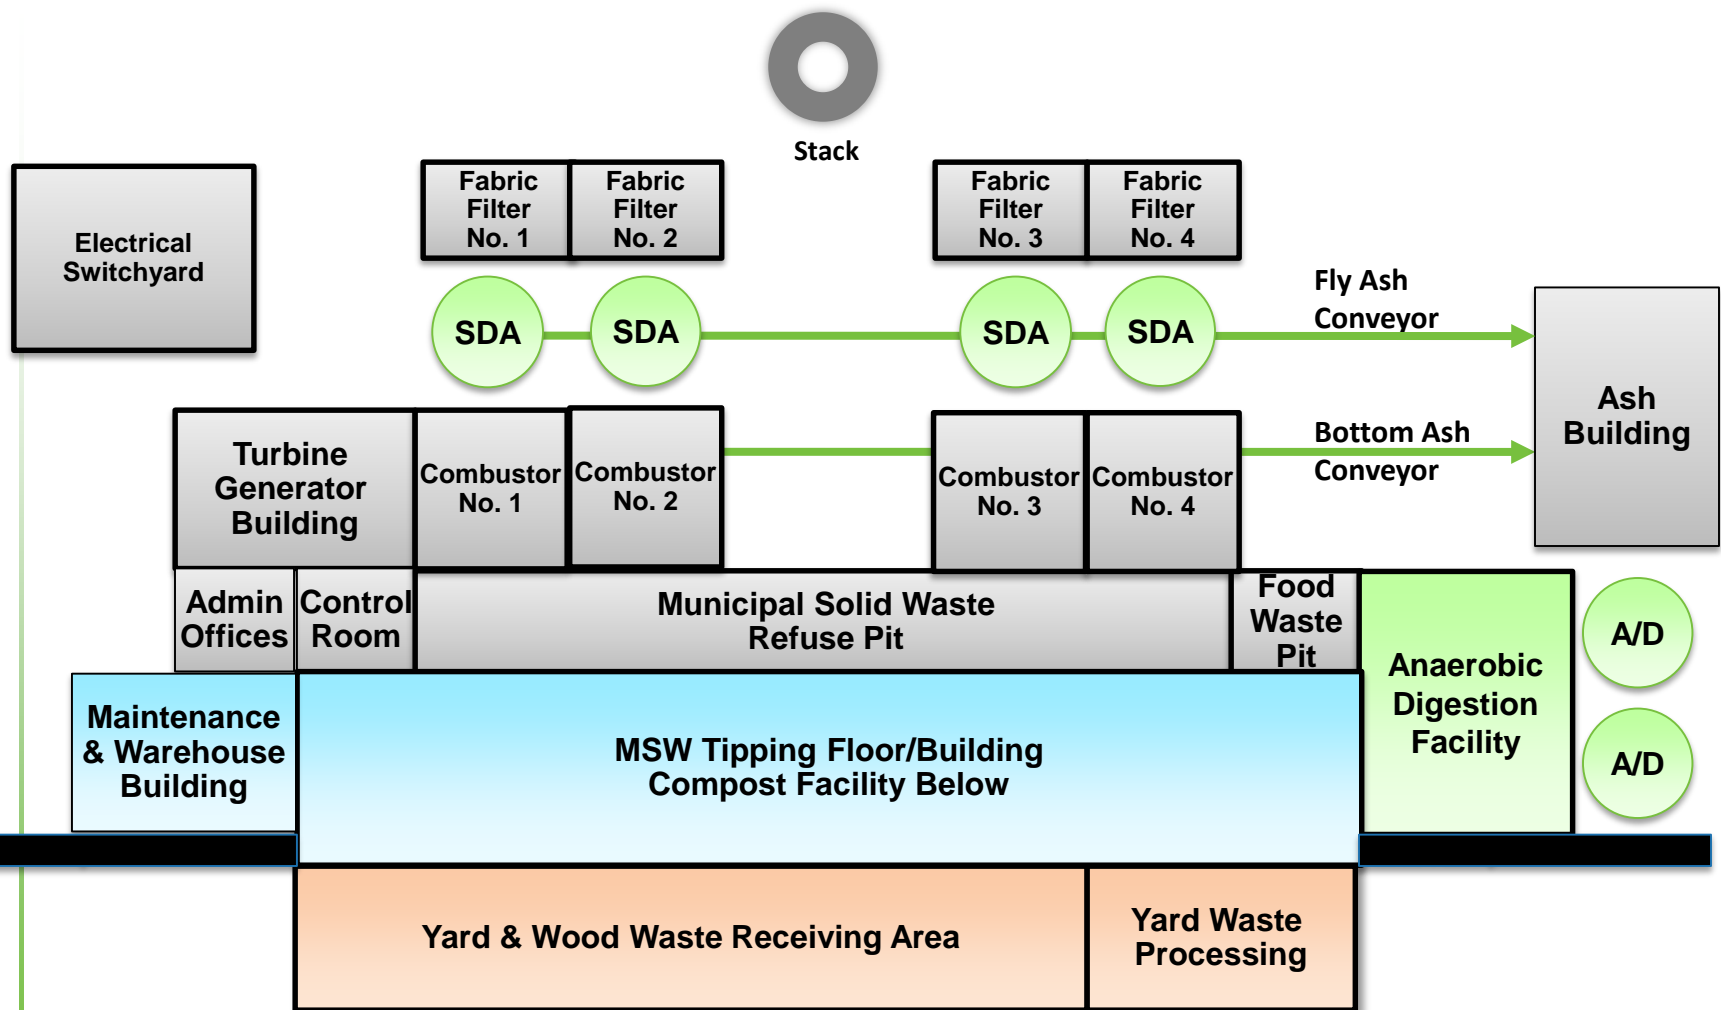 Stack
Electrical
Switchyard
Fabric
Filter
No. 1
Fabric
Filter
No. 2
Fabric
Filter
No. 3
Fabric
Filter
No. 4
SDA
SDA
SDA
SDA
Fly Ash
Conveyor
Ash
Building
Turbine
Generator
Building
Combustor
No. 1
Combustor
No. 2
Combustor
No. 3
Combustor
No. 4
Bottom Ash
Conveyor
Admin
Offices
Control
Room
Municipal Solid Waste
Refuse Pit
Food
Waste
Pit
Anaerobic
Digestion
Facility
A/D
A/D
Maintenance
& Warehouse
Building
MSW Tipping Floor/Building
Compost Facility Below
Yard & Wood Waste Receiving Area
Yard Waste
Processing